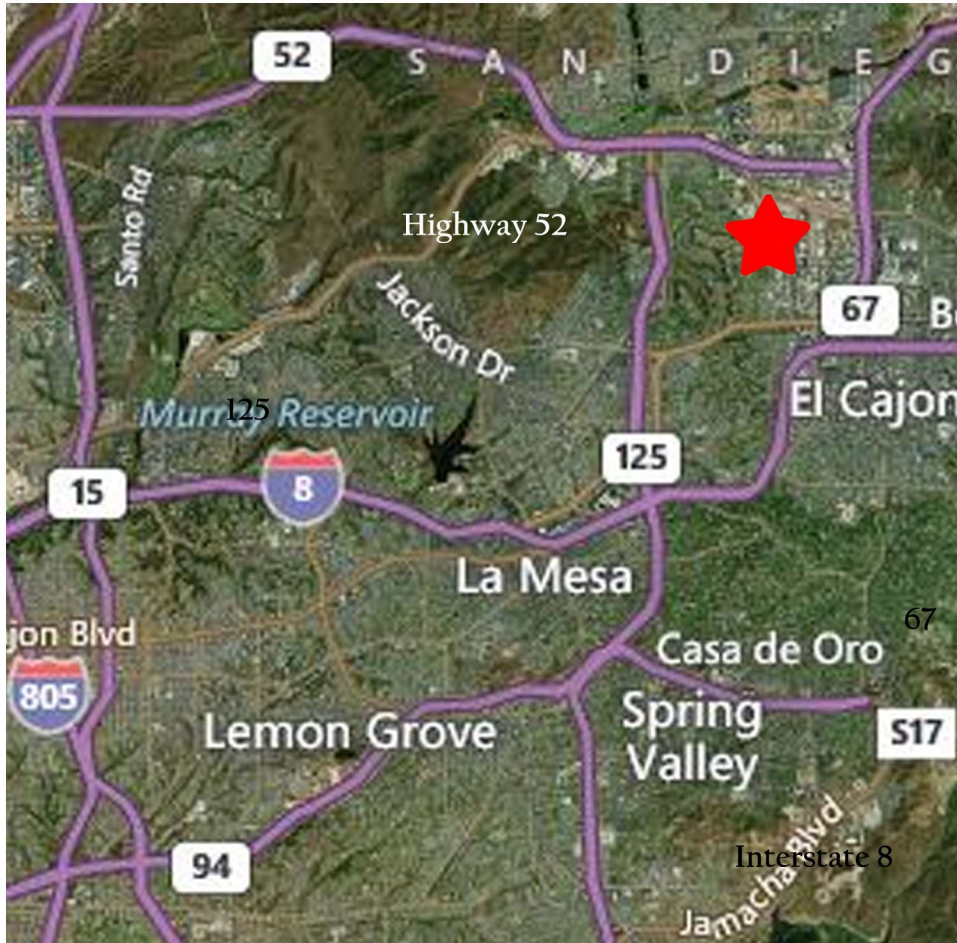 52
S A N D I E G
Santo Rd
Highway 52
Jackson Dr
67
Be
El Cajon
Murray Reservoir
125
125
15
8
La Mesa
67
jon Blvd
Casa de Oro
805
Spring
Valley
Lemon Grove
S17
94
Interstate 8
Jamacha Blvd